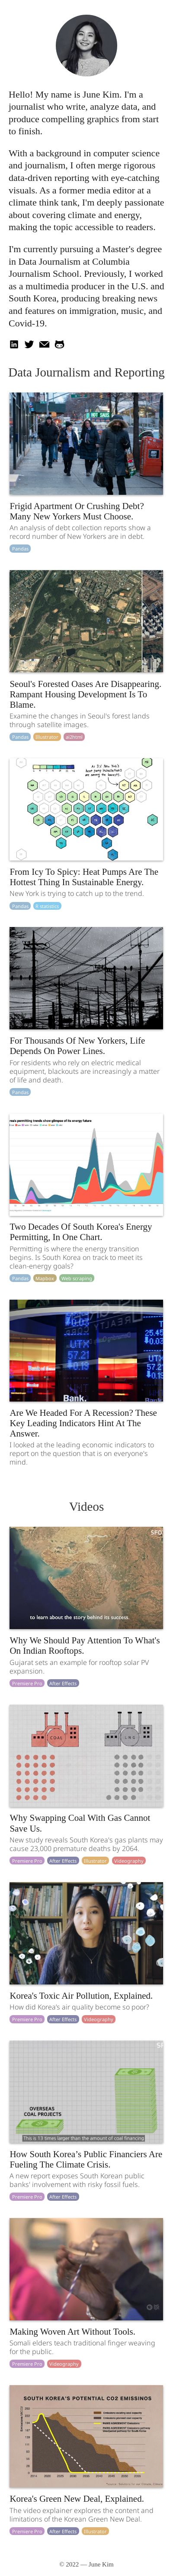 Hello! My name is June Kim. I'm a
journalist who write, analyze data, and
produce compelling graphics from start
to finish.
With a background in computer science
and journalism, I often merge rigorous
data-driven reporting with eye-catching
visuals. As a former media editor at a
climate think tank, I'm deeply passionate
about covering climate and energy,
making the topic accessible to readers.
I'm currently pursuing a Master's degree
in Data Journalism at Columbia
Journalism School. Previously, I worked
as a multimedia producer in the U.S. and
South Korea, producing breaking news
and features on immigration, music, and
Covid-19.
Data Journalism and Reporting
Frigid Apartment Or Crushing Debt?
Many New Yorkers Must Choose.
An analysis of debt collection reports show a
record number of New Yorkers are in debt.
Pandas
Seoul's Forested Oases Are Disappearing.
Rampant Housing Development Is To
Blame.
Examine the changes in Seoul's forest lands
through satellite images.
Pandas Illustrator ai2html
From Icy To Spicy: Heat Pumps Are The
Hottest Thing In Sustainable Energy.
New York is trying to catch up to the trend.
Pandas
For Thousands Of New Yorkers, Life
Depends On Power Lines.
For residents who rely on electric medical
equipment, blackouts are increasingly a matter
of life and death.
Pandas
Two Decades Of South Korea's Energy
Permitting, In One Chart.
Permitting is where the energy transition
begins. Is South Korea on track to meet its
clean-energy goals?
Pandas Web scraping
Are We Headed For A Recession? These
Key Leading Indicators Hint At The
Answer.
I looked at the leading economic indicators to
report on the question that is on everyone's
mind.
Videos
to learn about the story behind its success.
Why We Should Pay Attention To What's
On Indian Rooftops.
Gujarat sets an example for rooftop solar PV
expansion.
Premiere Pro After Effects
COAL
LNG
Why Swapping Coal With Gas Cannot
Save Us.
New study reveals South Korea's gas plants may
cause 23,000 premature deaths by 2064.
Premiere Pro After Effects Illustrator Videography
Korea's Toxic Air Pollution, Explained.
How did Korea's air quality become so poor?
Premiere Pro After Effects Videography
OVERSEAS
COAL PROJECTS
This is 13 times larger than the amount of coal financing
How South Korea's Public Financiers Are
Fueling The Climate Crisis.
A new report exposes South Korean public
banks' involvement with risky fossil fuels.
Premiere Pro After Effects
Making Woven Art Without Tools.
Somali elders teach traditional finger weaving
for the public.
Premiere Pro Videography
SOUTH KOREA'S POTENTIAL CO2 EMISSINOS
Korea's Green New Deal, Explained.
The video explainer explores the content and
limitations of the Korean Green New Deal.
Premiere Pro After Effects Illustrator
© 2022 — June Kim